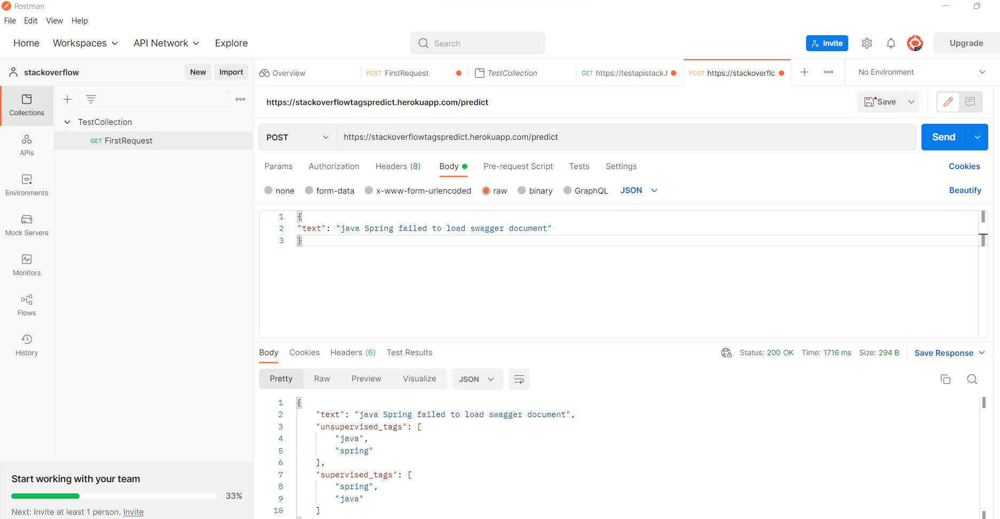 Postman
File Edit View Help
Home Workspaces API Network Explore
Search
Invite
Upgrade
stackoverflow
New Import
Overview
POST FirstRequest
TestCollection
GET https://testapistack.
POST https://stackoverflc
No Environment
Collections
APIs
Environments
Mock Servers
Monitors
Flows
History
TestCollection
GET FirstRequest
https://stackoverflowtagspredict.herokuapp.com/predict
Save
POST https://stackoverflowtagspredict.herokuapp.com/predict
Send
Params Authorization Headers (8) Body Pre-request Script Tests Settings
Cookies
none form-data x-www-form-urlencoded raw binary GraphQL JSON
Beautify
1 {
2 "text": "java Spring failed to load swagger document"
3 }
Body Cookies Headers (6) Test Results
Status: 200 OK Time: 1716 ms Size: 294 B
Save Response
Pretty Raw Preview Visualize JSON
1 {
2 "text": "java Spring failed to load swagger document",
3 "unsupervised_tags": [
4 "java",
5 "spring"
6 ],
7 "supervised_tags": [
8 "spring",
9 "java"
10 ]
Start working with your team
33%
Next: Invite at least 1 person. Invite